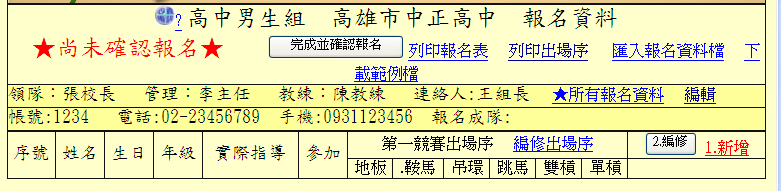 ? 高中男生組 高雄市中正高中 報名資料
★尚未確認報名★ 完成並確認報名 列印報名表 列印出場序 匯入報名資料檔 下
載範例檔
領隊：張校長 管理：李主任 教練：陳教練 連絡人:王組長 ★所有報名資料 編輯
帳號:1234 電話:02-23456789 手機:0931123456 報名成隊:
序號 姓名 生日 年級 實際指導 參加 第一競賽出場序 編修出場序 2.編修 1.新增
地板 .鞍馬 吊環 跳馬 雙槓 單槓